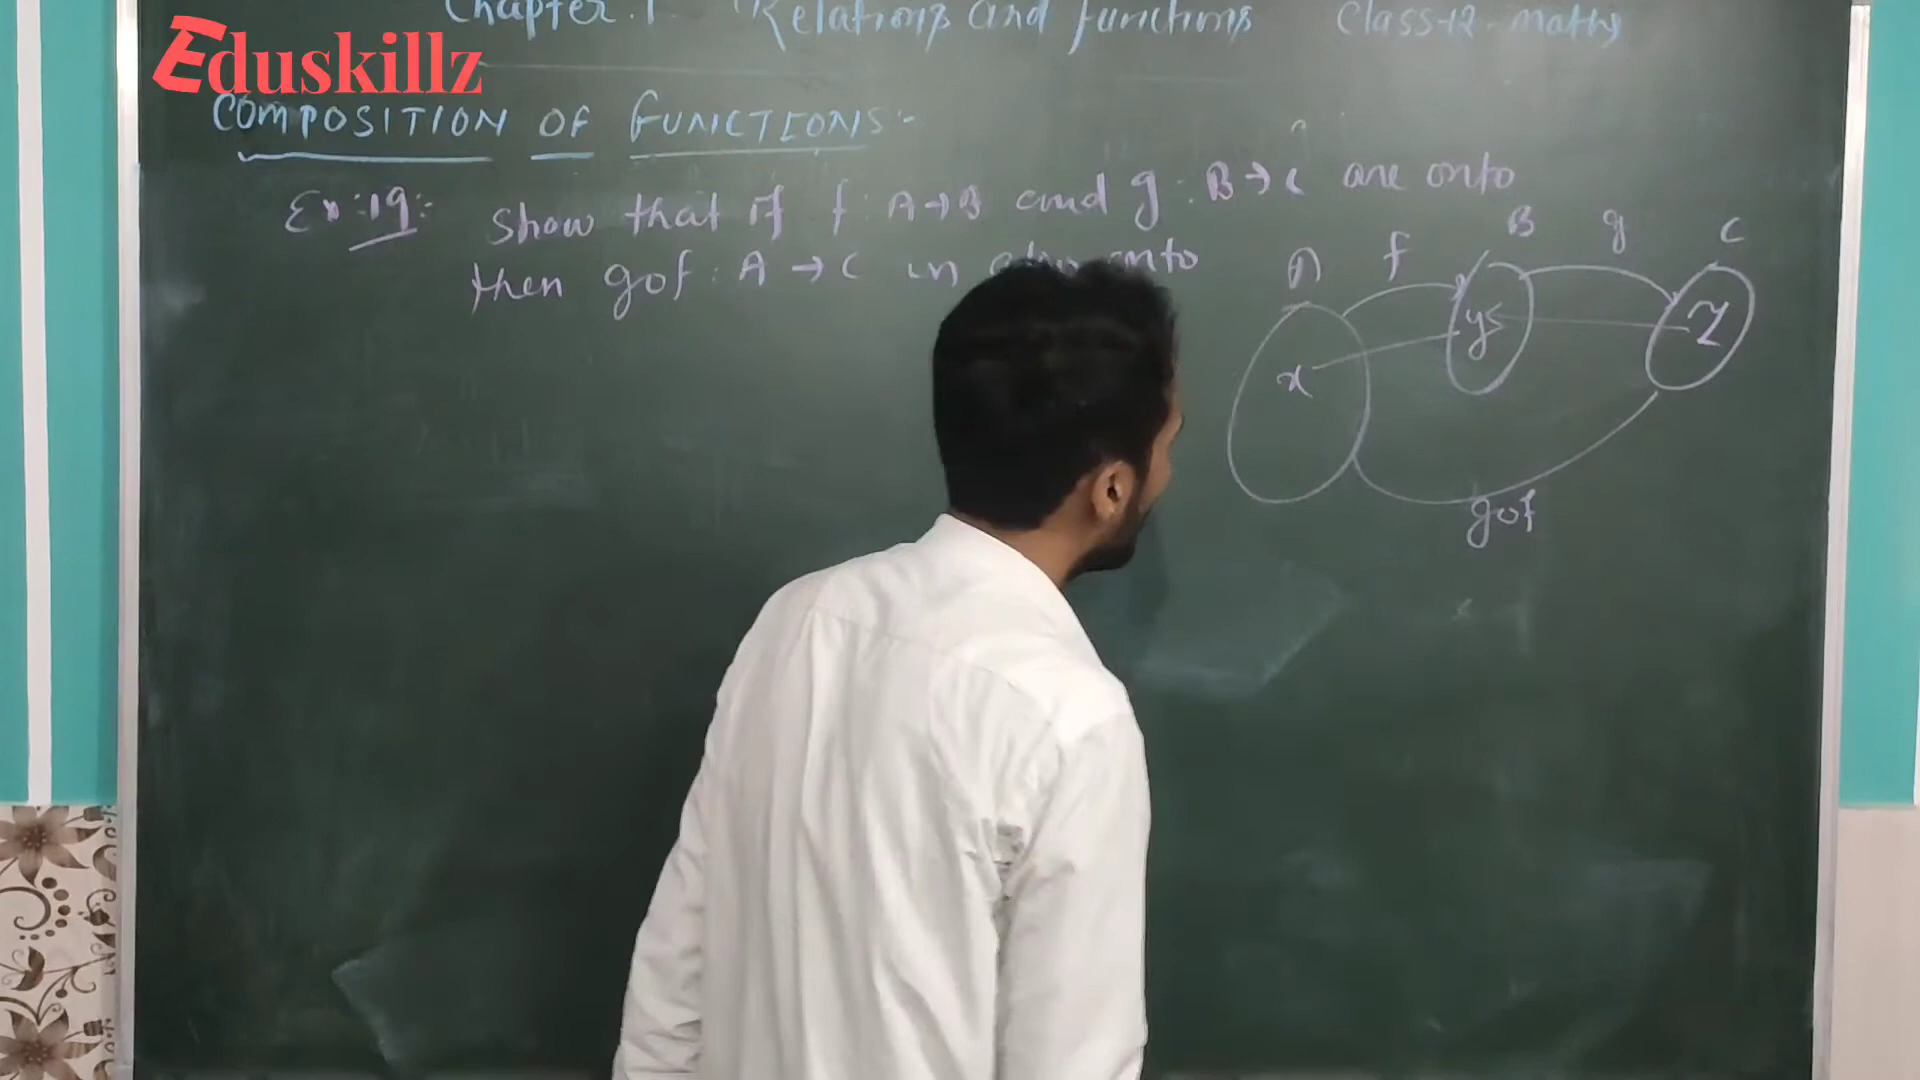 Chapter.1 Relations and functions Class-12-maths
Eduskillz
COMPOSITION OF FUNCTIONS:-
Ex:19:- Show that if f:A→B and g:B→C are onto
then gof:A→C is also onto
A f B g C
x y z
gof